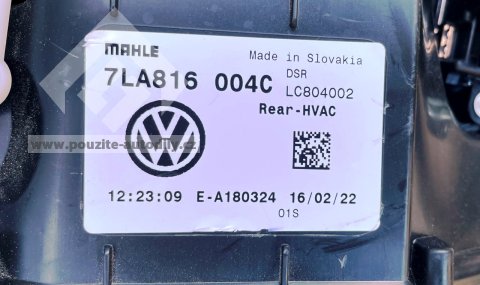 MAHLE
Made in Slovakia
7LA816 004C
DSR
LC804002
Rear-HVAC
www.pouzite-autodily.cz
12:23:09 E-A180324 16/02/22
01S